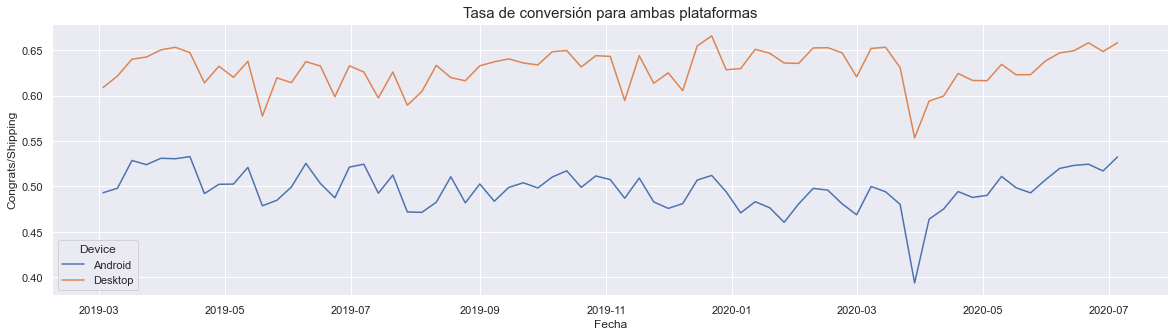 Tasa de conversión para ambas plataformas
Congrats/Shipping
0.65
0.60
0.55
0.50
0.45
0.40
Device
Android
Desktop
2019-03 2019-05 2019-07 2019-09 2019-11 2020-01 2020-03 2020-05 2020-07
Fecha